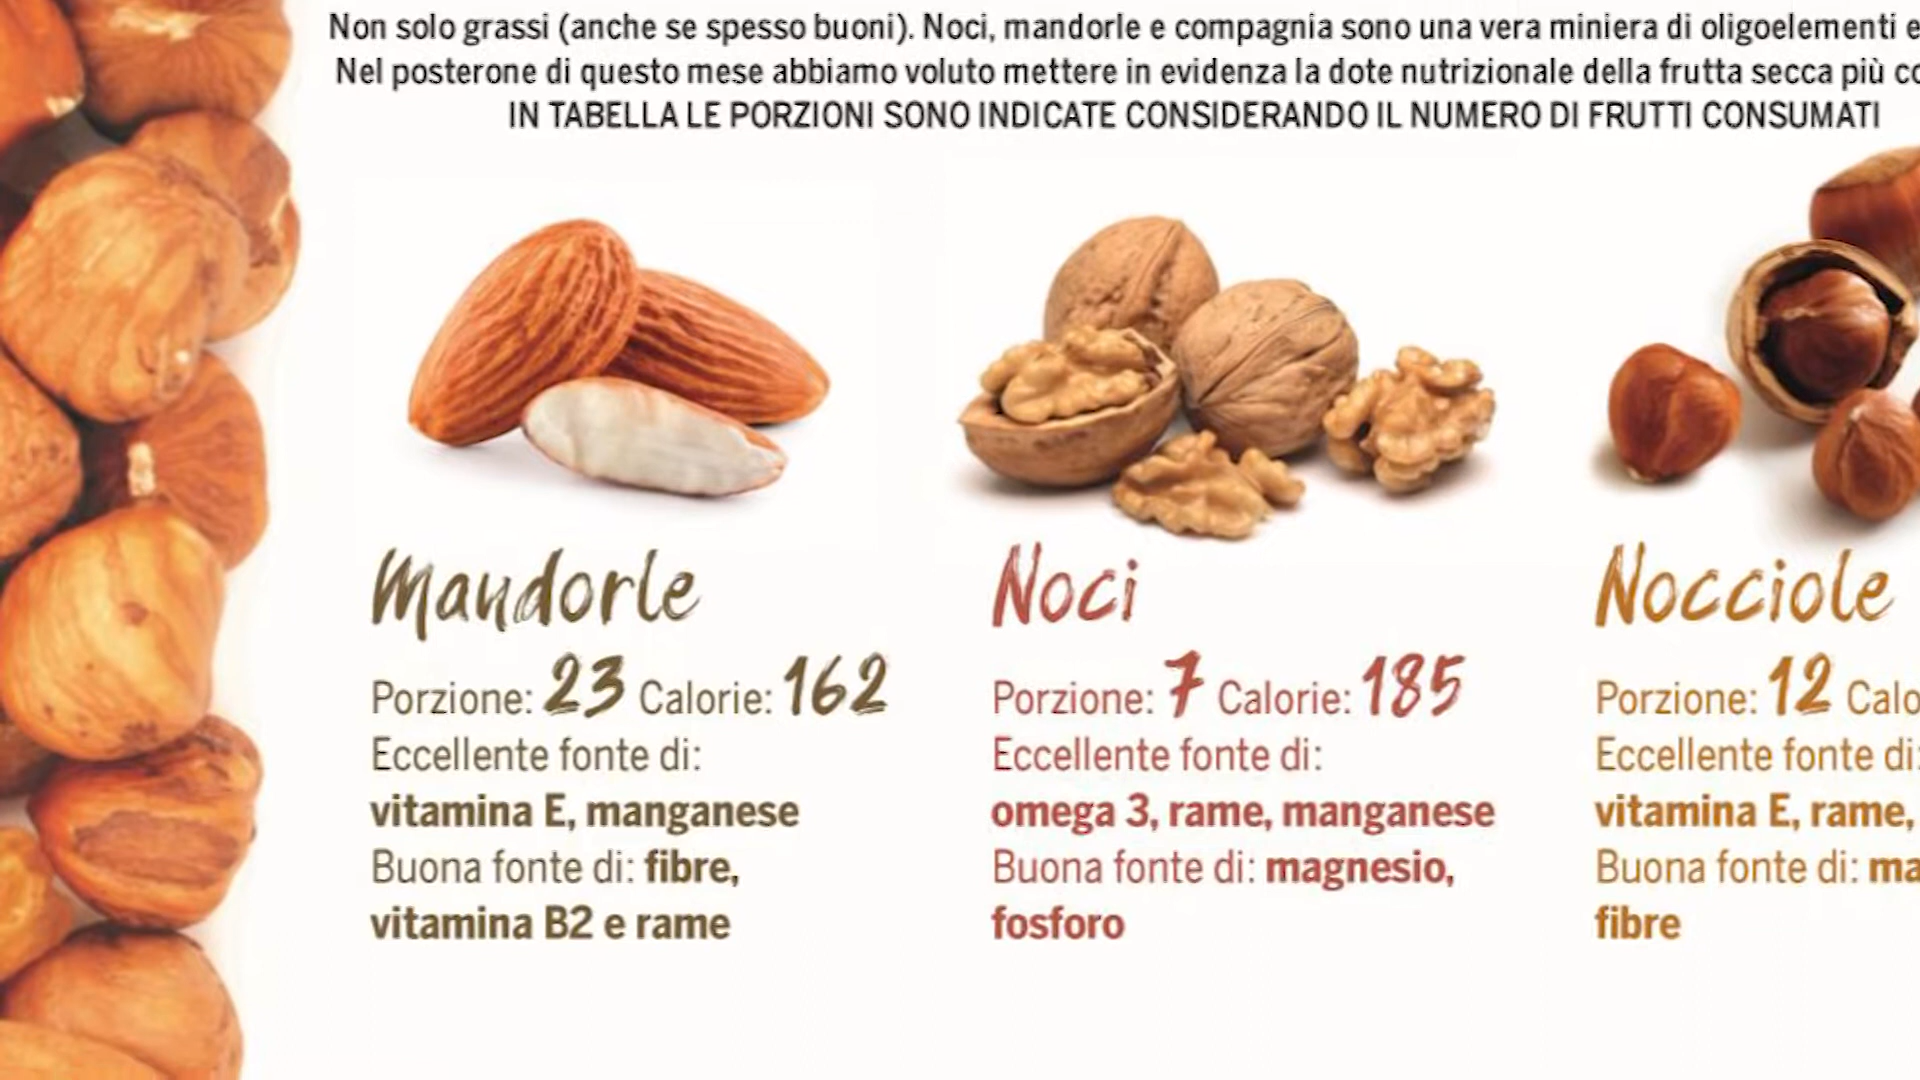 Non solo grassi (anche se spesso buoni). Noci, mandorle e compagnia sono una vera miniera di oligoelementi e
Nel posterone di questo mese abbiamo voluto mettere in evidenza la dote nutrizionale della frutta secca più
IN TABELLA LE PORZIONI SONO INDICATE CONSIDERANDO IL NUMERO DI FRUTTI CONSUMATI
Mandorle
Porzione: 23 Calorie: 162
Eccellente fonte di:
vitamina E, manganese
Buona fonte di: fibre,
vitamina B2 e rame
Noci
Porzione: 7 Calorie: 185
Eccellente fonte di:
omega 3, rame, manganese
Buona fonte di: magnesio,
fosforo
Nocciole
Porzione: 12
Eccellente fonte di:
vitamina E, rame,
Buona fonte di:
fibre